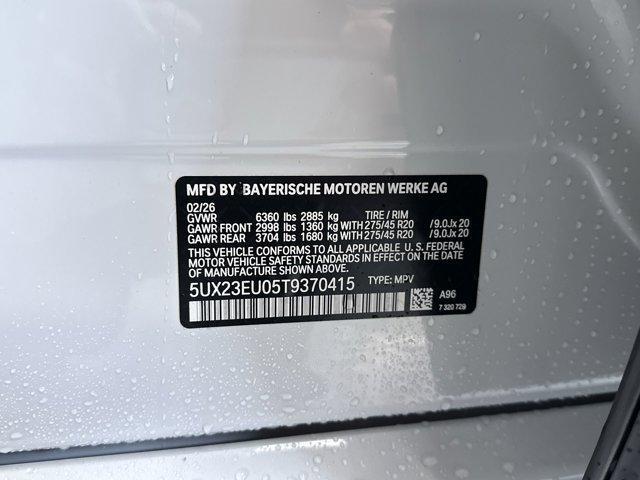 MFD BY BAYERISCHE MOTOREN WERKE AG
02/26
GVWR 6360 lbs 2885 kg TIRE / RIM
GAWR FRONT 2998 lbs 1360 kg WITH 275/45 R20 /9.0Jx 20
GAWR REAR 3704 lbs 1680 kg WITH 275/45 R20 /9.0Jx 20
THIS VEHICLE CONFORMS TO ALL APPLICABLE U. S. FEDERAL
MOTOR VEHICLE SAFETY STANDARDS IN EFFECT ON THE
DATE OF MANUFACTURE SHOWN ABOVE.
5UX23EU05T9370415 TYPE: MPV
A96
7 320 729